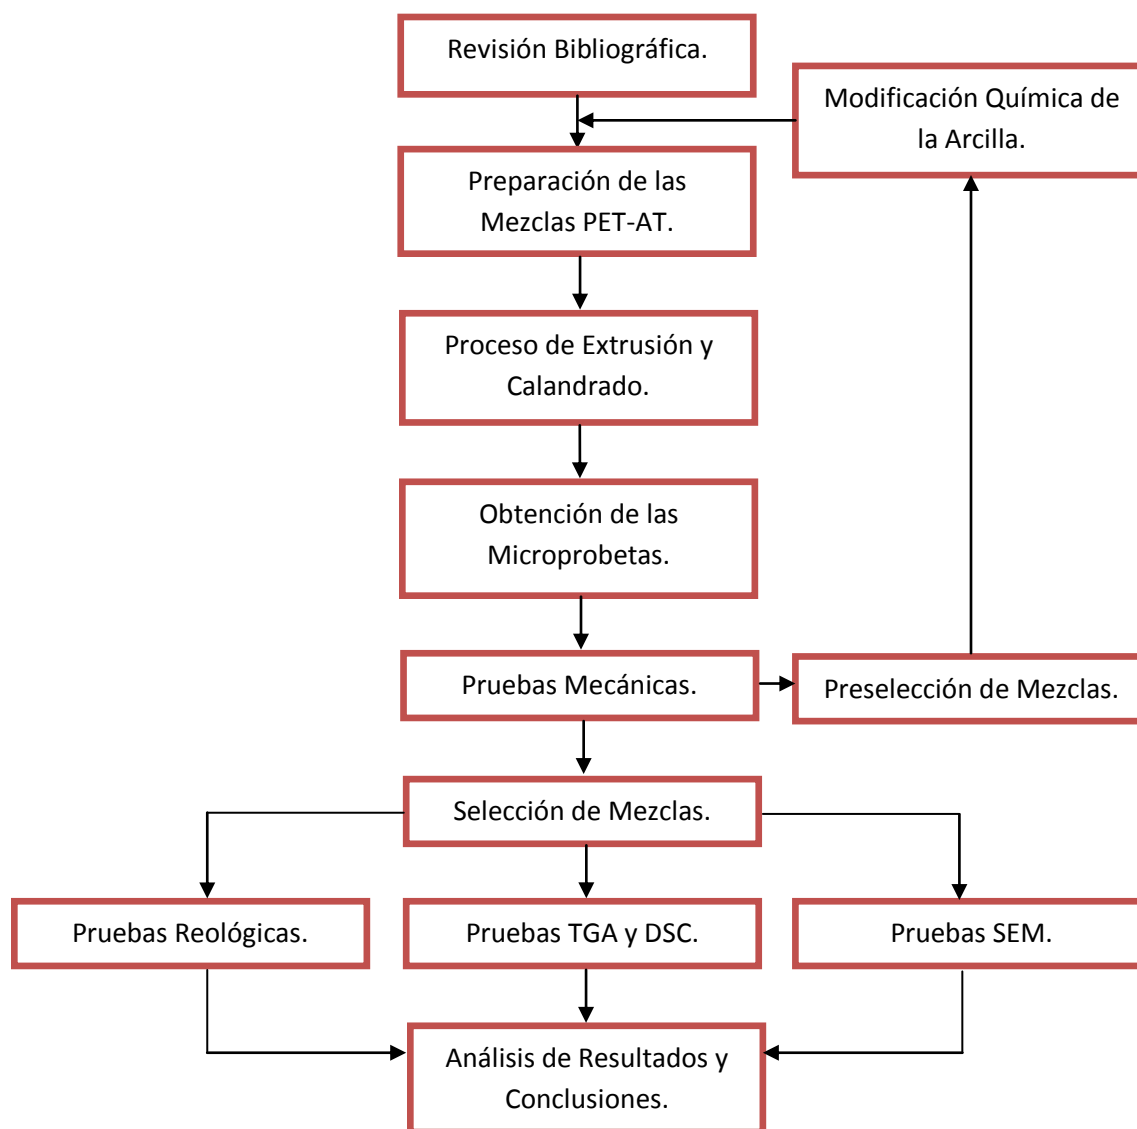 Revisión Bibliográfica.
Modificación Química de
la Arcilla.
Preparación de las
Mezclas PET-AT.
Proceso de Extrusión y
Calandrado.
Obtención de las
Microprobetas.
Pruebas Mecánicas.
Preselección de Mezclas.
Selección de Mezclas.
Pruebas Reológicas.
Pruebas TGA y DSC.
Pruebas SEM.
Análisis de Resultados y
Conclusiones.